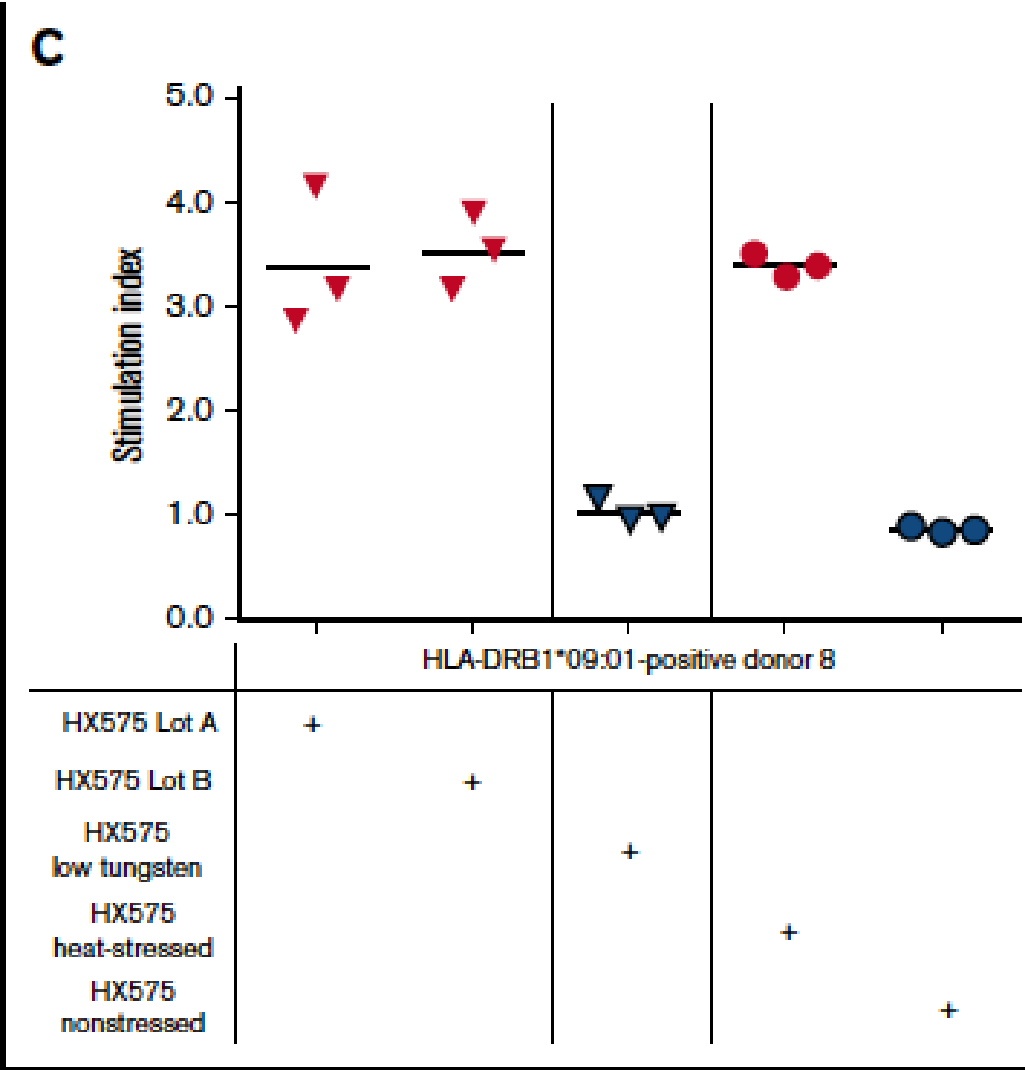 C
5.0
4.0
3.0
2.0
1.0
0.0
Stimulation index
HLA-DRB1*09:01-positive donor 8
HX575 Lot A +
HX575 Lot B +
HX575
low tungsten +
HX575
heat-stressed +
HX575
nonstressed +